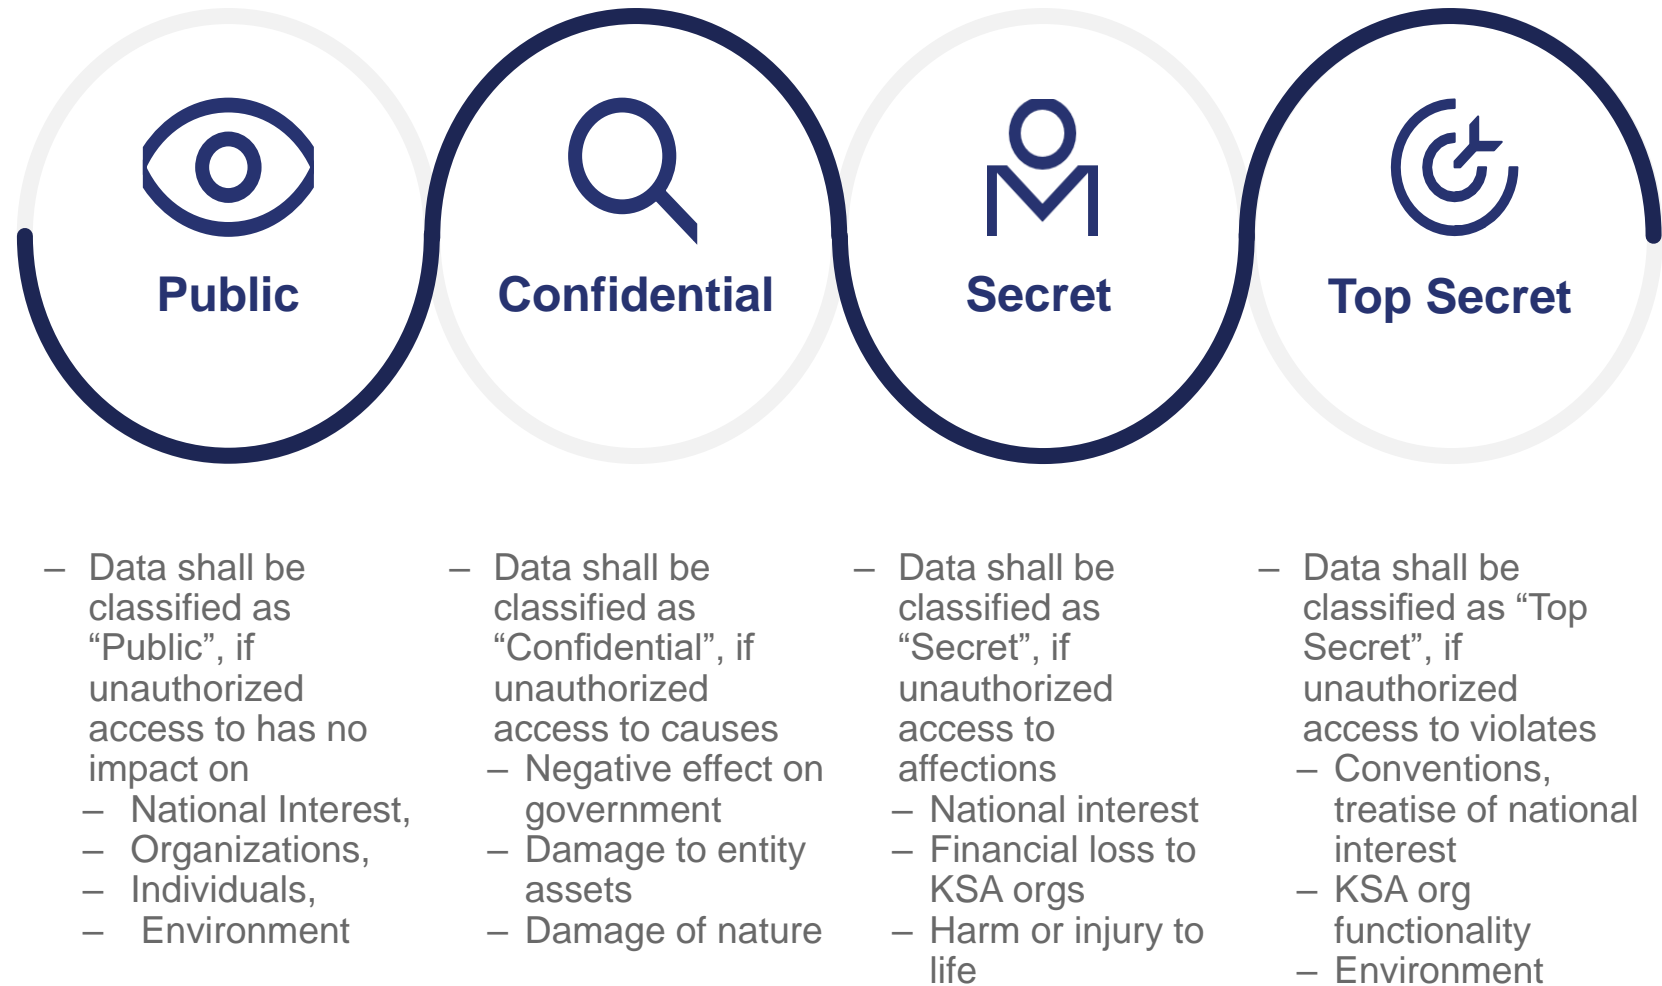 Public
Confidential
Secret
Top Secret
– Data shall be
classified as
“Public”, if
unauthorized
access to has no
impact on
– National Interest,
– Organizations,
– Individuals,
– Environment
– Data shall be
classified as
“Confidential”, if
unauthorized
access to causes
– Negative effect on
government
– Damage to entity
assets
– Damage of nature
– Data shall be
classified as
“Secret”, if
unauthorized
access to
affections
– National interest
– Financial loss to
KSA orgs
– Harm or injury to
life
– Data shall be
classified as “Top
Secret”, if
unauthorized
access to violates
– Conventions,
treatise of national
interest
– KSA org
functionality
– Environment